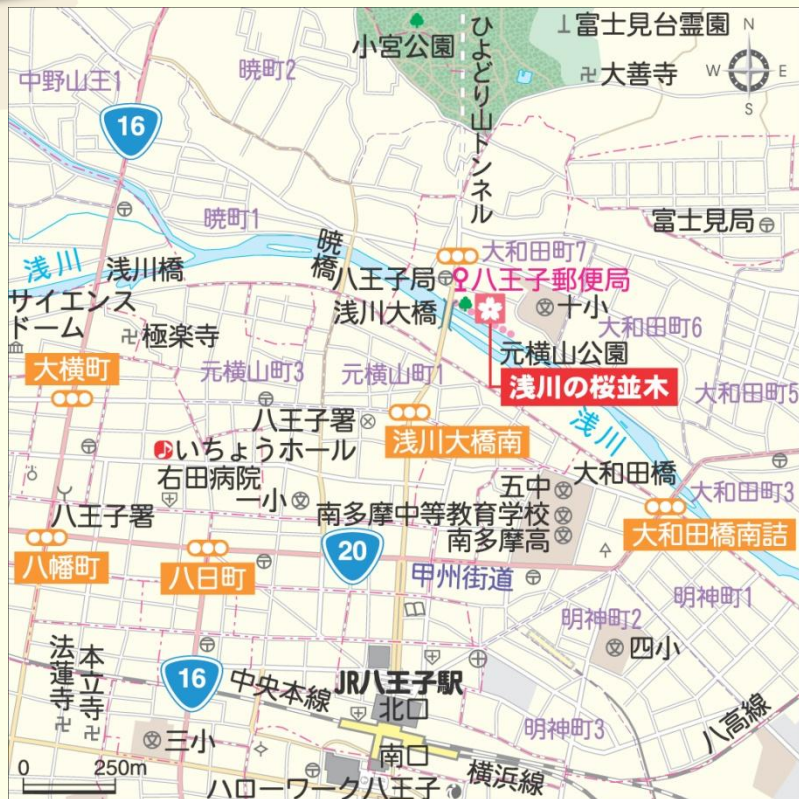 小宮公園
富士見台霊園
N
W
E
S
大善寺
中野山王1
暁町2
16
ひよどり山トンネル
暁町1
富士見局
暁橋
大和田町7
浅川
浅川橋
八王子局
八王子郵便局
サイエンス
ドーム
浅川大橋
十小
大和田町6
極楽寺
元横山公園
大横町
元横山町3
元横山町1
浅川の桜並木
大和田町5
八王子署
浅川大橋南
浅川
いちょうホール
右田病院
大和田橋
一小
五中
大和田町3
八王子署
南多摩中等教育学校
南多摩高
大和田橋南詰
八幡町
八日町
20
甲州街道
明神町1
明神町2
四小
法蓮寺
本立寺
16
中央本線
JR八王子駅
北口
八高線
明神町3
三小
南口
横浜線
0
250m
ハローワーク八王子